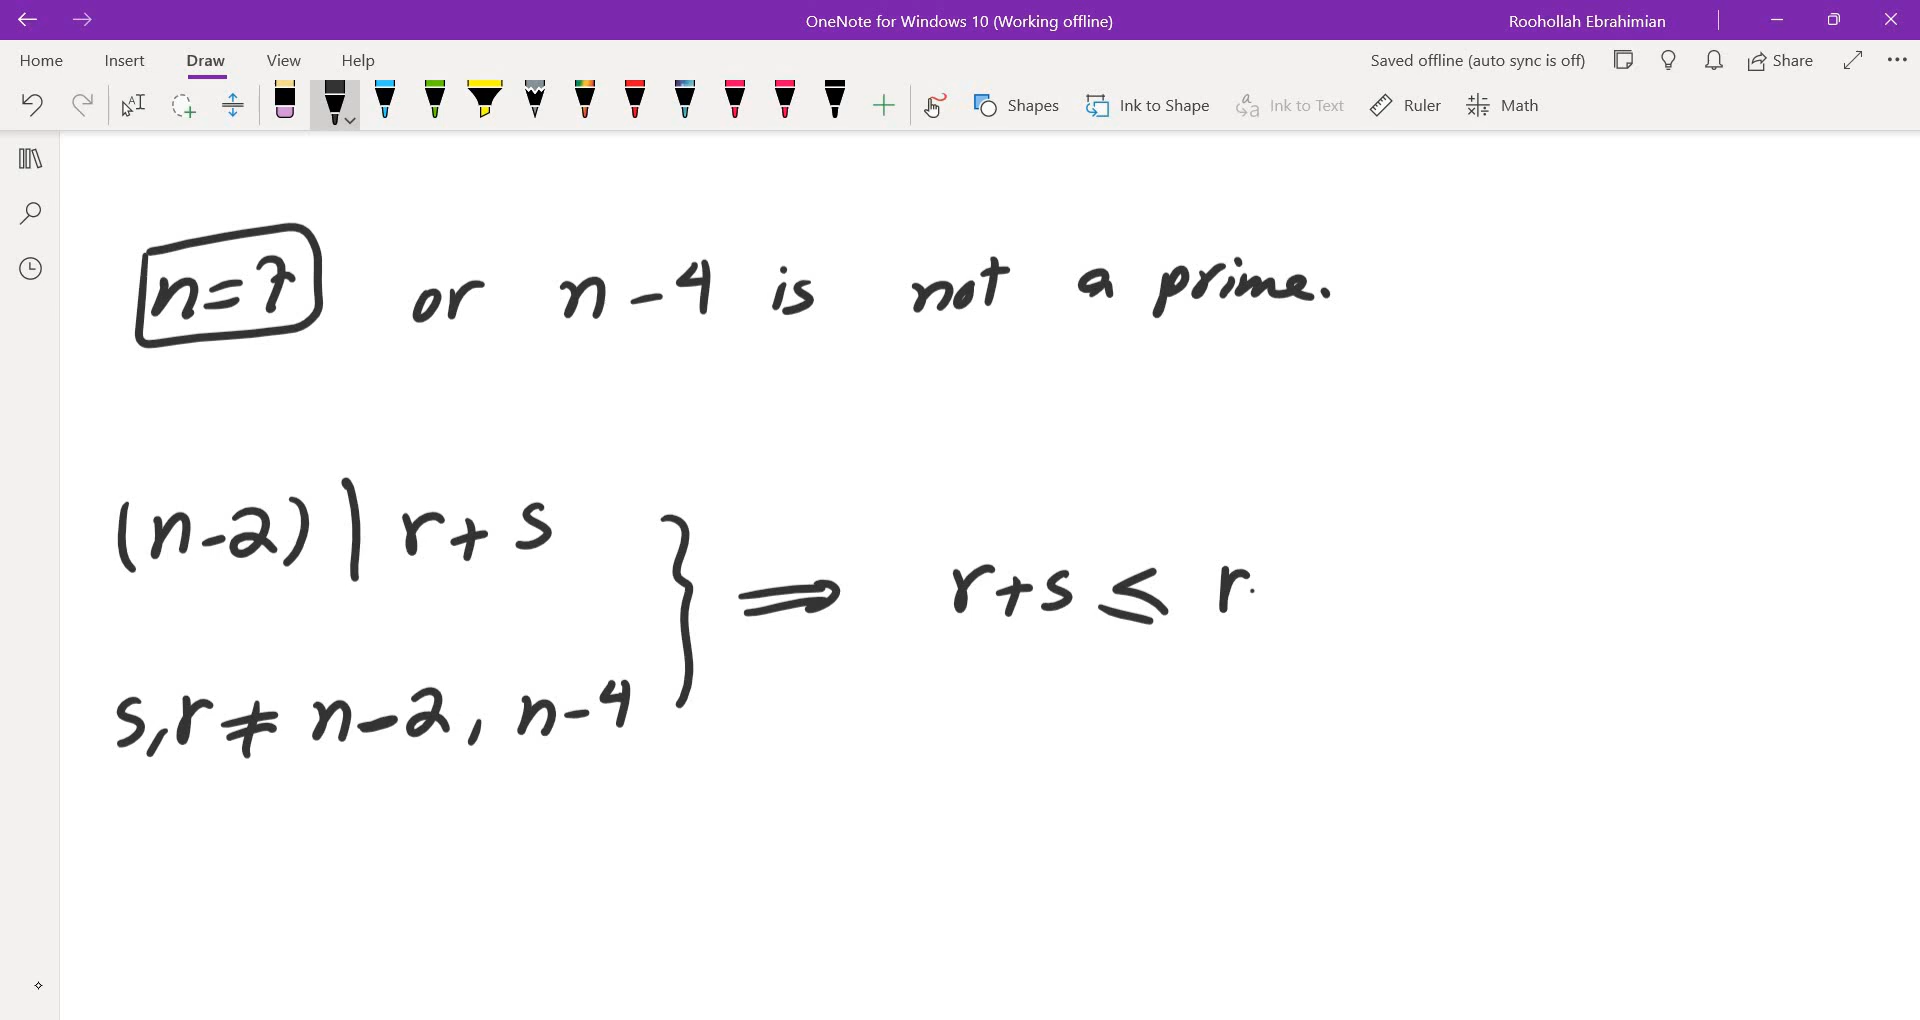 OneNote for Windows 10 (Working offline)
Roohollah Ebrahimian
Home Insert Draw View Help
Saved offline (auto sync is off) Share
Shapes Ink to Shape Ink to Text Ruler Math
n=7 or n-4 is not a prime.
(n-2) | r+s
} ⟹ r+s ≤ r
s,r ≠ n-2, n-4